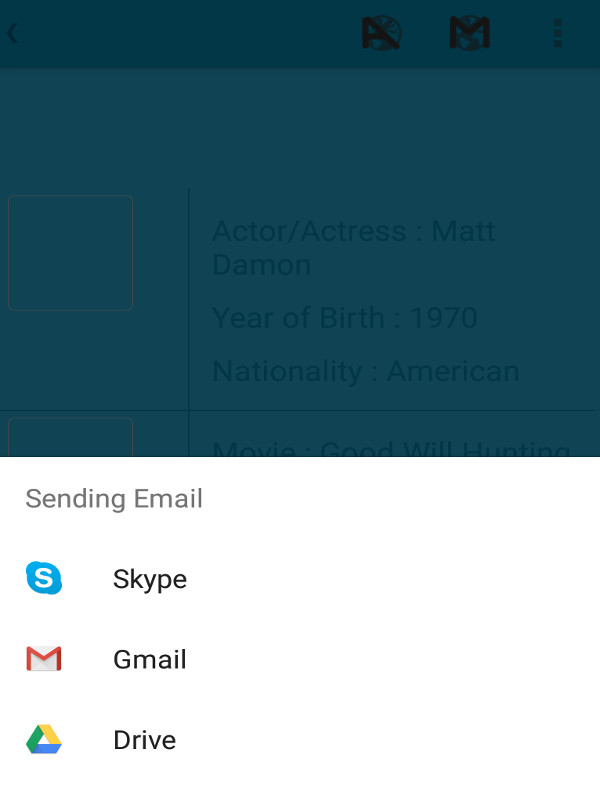 A M
Actor/Actress : Matt
Damon
Year of Birth : 1970
Nationality : American
Movie : Good Will Hunting
Sending Email
S Skype
Gmail
Drive